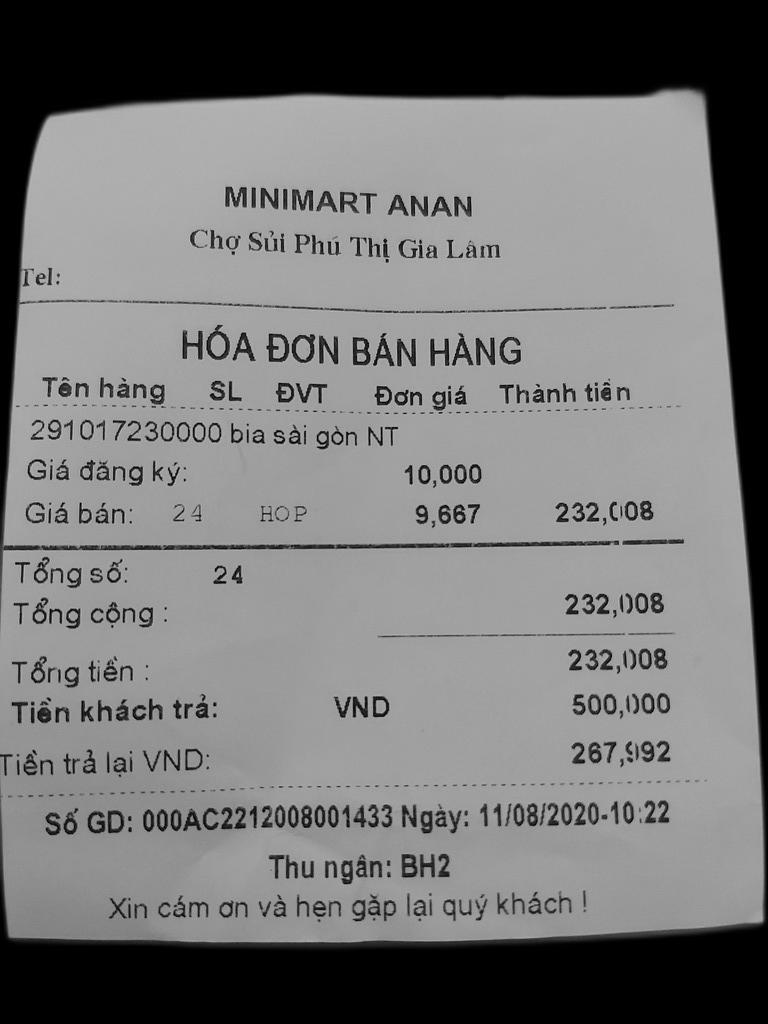 MINIMART ANAN
Chợ Sủi Phú Thị Gia Lâm
Tel:
HÓA ĐƠN BÁN HÀNG
Tên hàng SL ĐVT Đơn giá Thành tiền
291017230000 bia sài gòn NT
Giá đăng ký: 10,000
Giá bán: 24 HOP 9,667 232,008
Tổng số: 24
Tổng cộng : 232,008
Tổng tiền : 232,008
Tiền khách trả: VND 500,000
Tiền trả lại VND: 267,992
Số GD: 000AC2212008001433 Ngày: 11/08/2020-10:22
Thu ngân: BH2
Xin cám ơn và hẹn gặp lại quý khách !